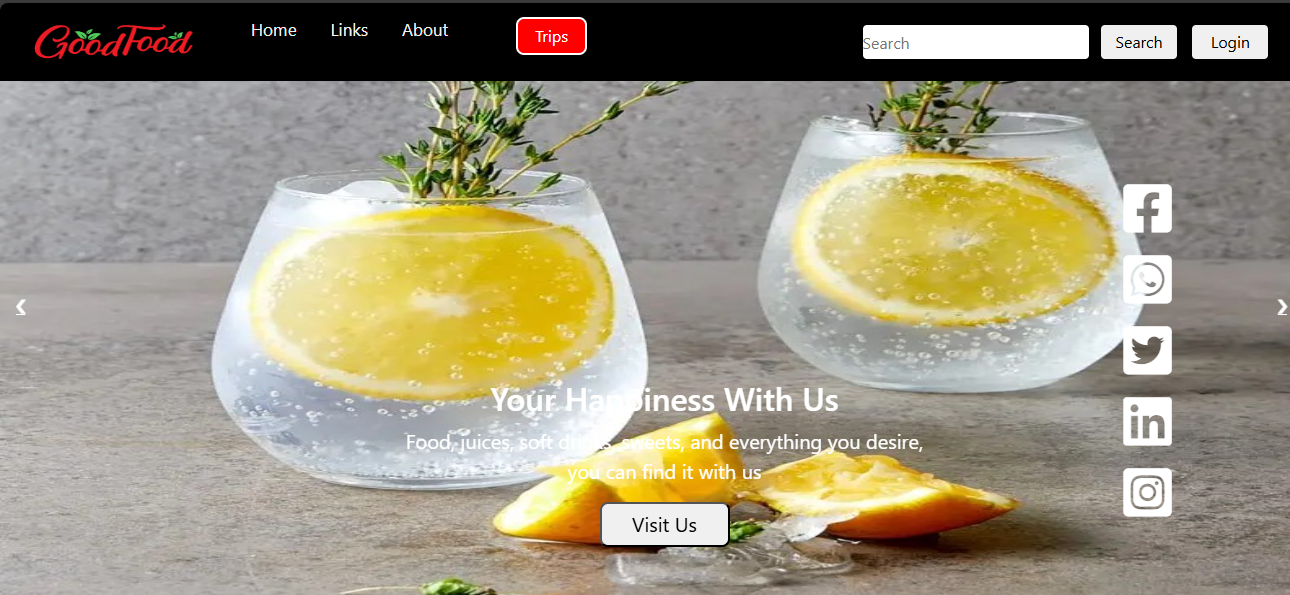 GoodFood
Home
Links
About
Trips
Search
Search
Login
Your Happiness With Us
Food, juices, soft drinks, sweets, and everything you desire,
you can find it with us
Visit Us